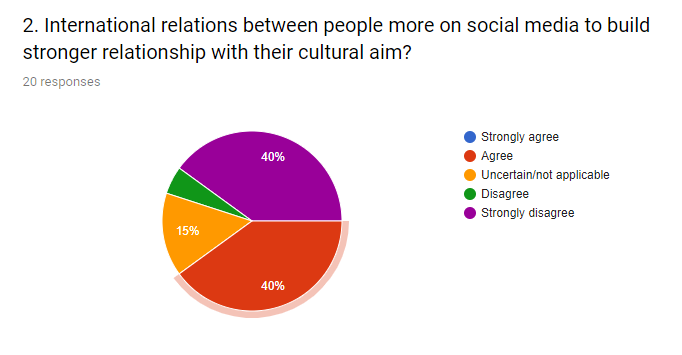 2. International relations between people more on social media to build
stronger relationship with their cultural aim?
20 responses
40%
15%
40%
Strongly agree
Agree
Uncertain/not applicable
Disagree
Strongly disagree